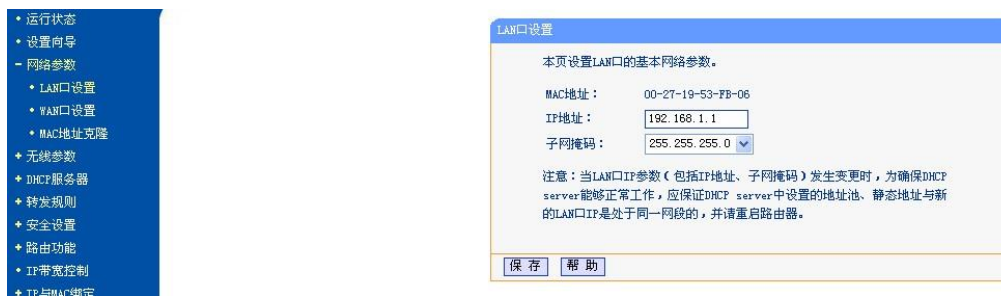 • 运行状态
• 设置向导
- 网络参数
• LAN口设置
• WAN口设置
• MAC地址克隆
+ 无线参数
+ DHCP服务器
+ 转发规则
+ 安全设置
+ 路由功能
• IP带宽控制
+ IP与MAC绑定
LAN口设置
本页设置LAN口的基本网络参数。
MAC地址： 00-27-19-53-FB-06
IP地址： 192.168.1.1
子网掩码： 255.255.255.0
注意：当LAN口IP参数（包括IP地址、子网掩码）发生变更时，为确保DHCP
server能够正常工作，应保证DHCP server中设置的地址池、静态地址与新
的LAN口IP是处于同一网段的，并请重启路由器。
保 存 帮 助